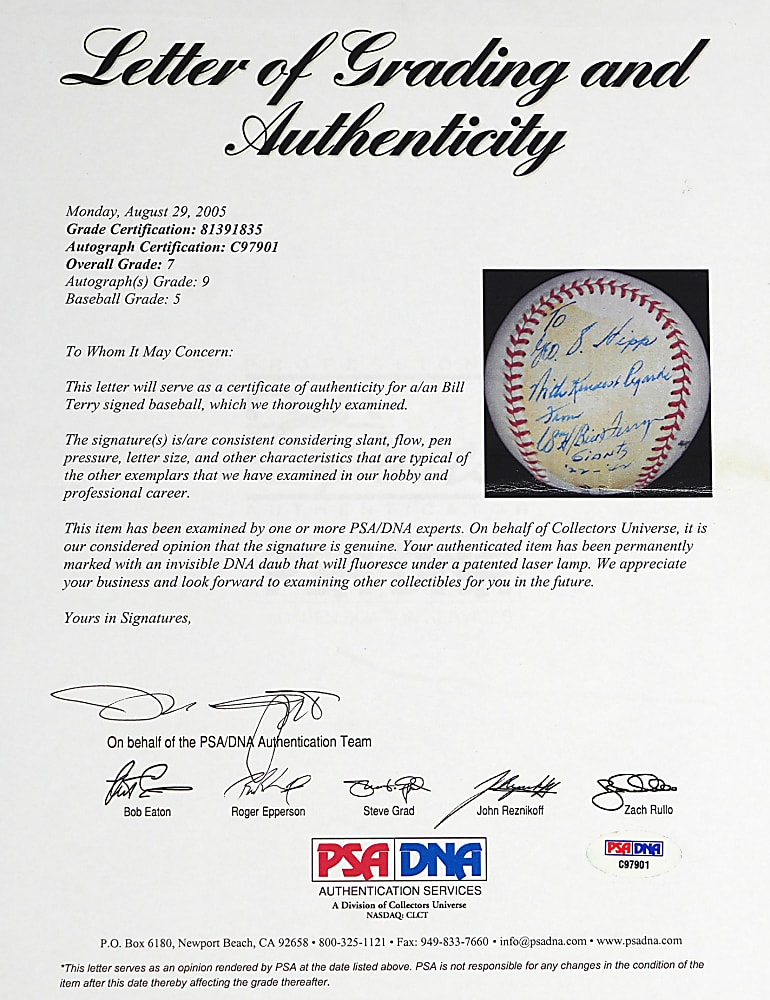 Letter of Grading and
Authenticity
Monday, August 29, 2005
Grade Certification: 81391835
Autograph Certification: C97901
Overall Grade: 7
Autograph(s) Grade: 9
Baseball Grade: 5
To
Geo. S. Hipp
With Kindest Regards
From
Wm H "Bill" Terry
Giants
'22-'
To Whom It May Concern:
This letter will serve as a certificate of authenticity for a/an Bill
Terry signed baseball, which we thoroughly examined.
The signature(s) is/are consistent considering slant, flow, pen
pressure, letter size, and other characteristics that are typical of
the other exemplars that we have examined in our hobby and
professional career.
This item has been examined by one or more PSA/DNA experts. On behalf of Collectors Universe, it is
our considered opinion that the signature is genuine. Your authenticated item has been permanently
marked with an invisible DNA daub that will fluoresce under a patented laser lamp. We appreciate
your business and look forward to examining other collectibles for you in the future.
Yours in Signatures,
On behalf of the PSA/DNA Authentication Team
Bob Eaton Roger Epperson Steve Grad John Reznikoff Zach Rullo
PSA DNA
AUTHENTICATION SERVICES
A Division of Collectors Universe
NASDAQ: CLCT
PSA DNA
C97901
P.O. Box 6180, Newport Beach, CA 92658 • 800-325-1121 • Fax: 949-833-7660 • info@psadna.com • www.psadna.com
*This letter serves as an opinion rendered by PSA at the date listed above. PSA is not responsible for any changes in the condition of the
item after this date thereby affecting the grade thereafter.